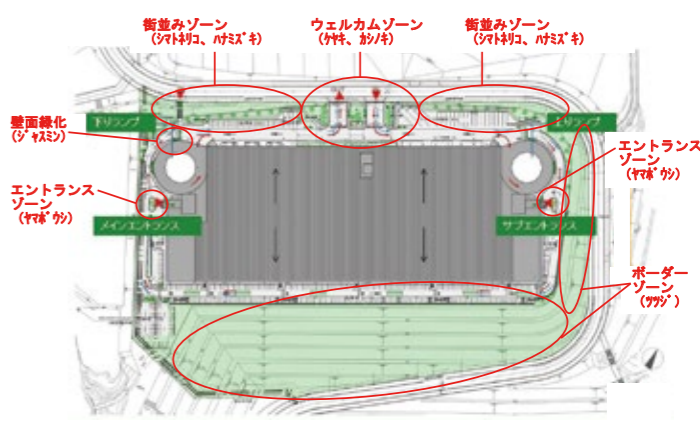 街並みゾーン
(ｼﾏﾄﾈﾘｺ、ﾊﾅﾐｽﾞｷ)
ウェルカムゾーン
(ｹﾔｷ、ｶｼﾉｷ)
街並みゾーン
(ｼﾏﾄﾈﾘｺ、ﾊﾅﾐｽﾞｷ)
壁面緑化
(ｼﾞｬｽﾐﾝ)
下りランプ
エントランス
ゾーン
(ﾔﾏﾎﾞｳｼ)
エントランス
ゾーン
(ﾔﾏﾎﾞｳｼ)
メインエントランス
サブエントランス
ボーダー
ゾーン
(ﾂﾂｼﾞ)